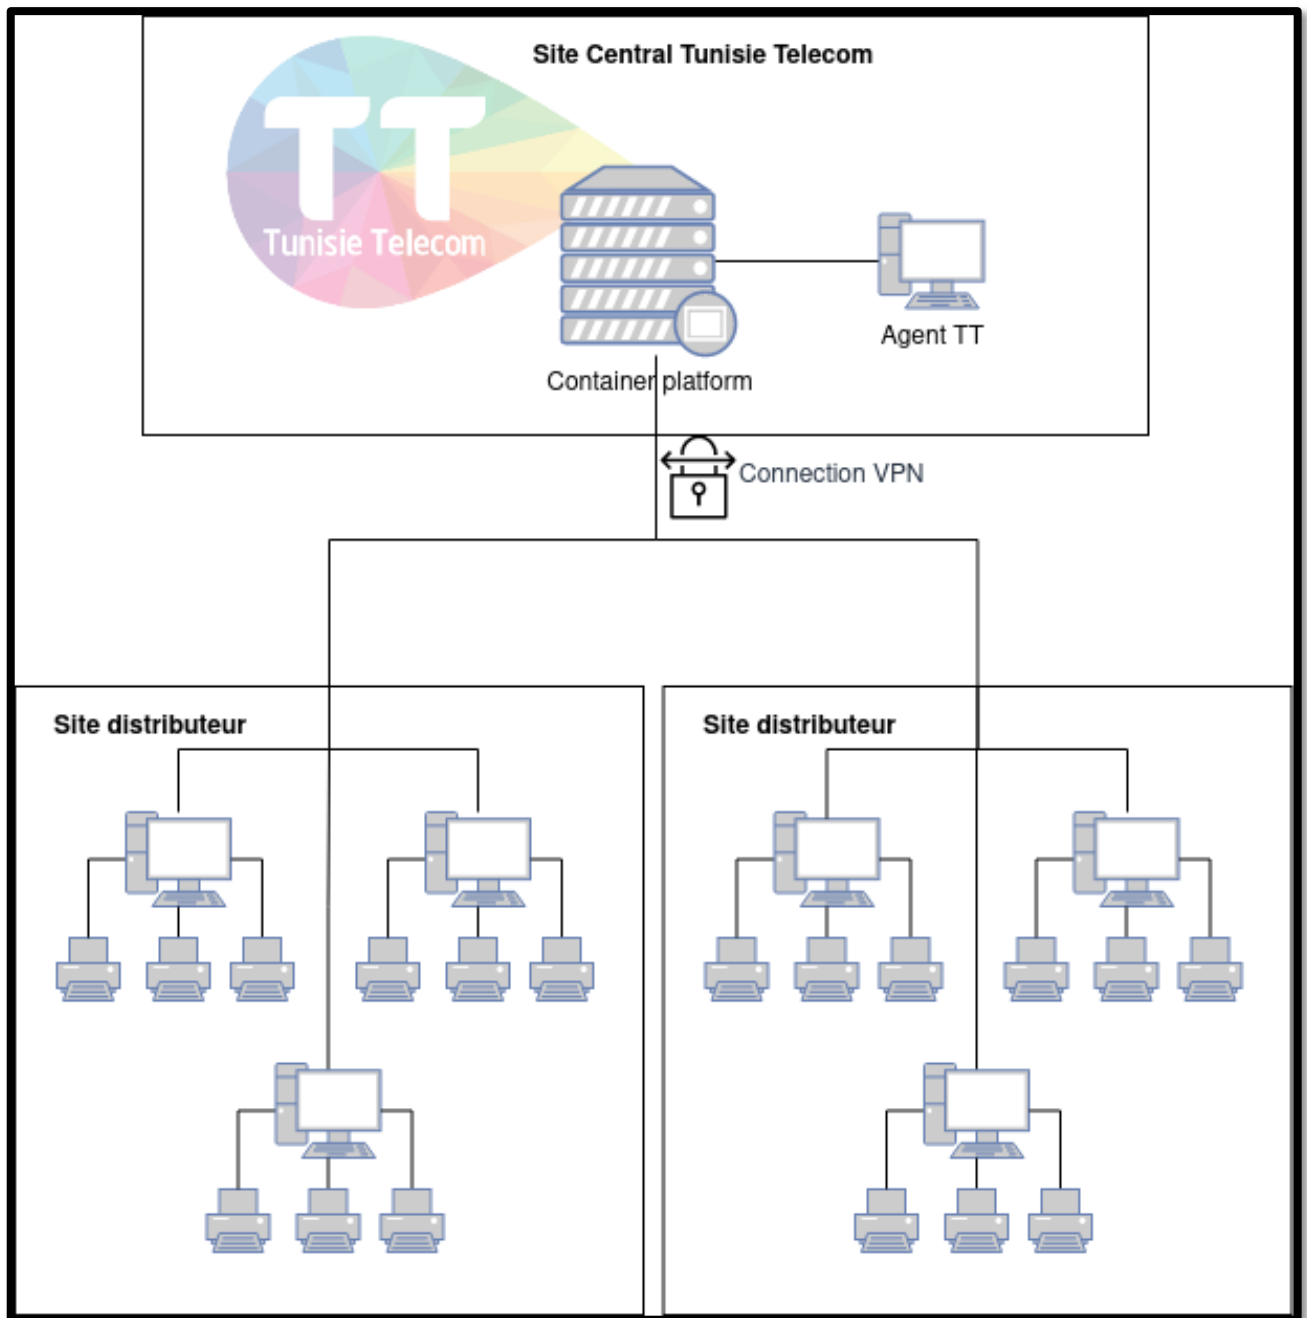 Site Central Tunisie Telecom
TT
Tunisie Telecom
Agent TT
Container platform
Connection VPN
Site distributeur
Site distributeur